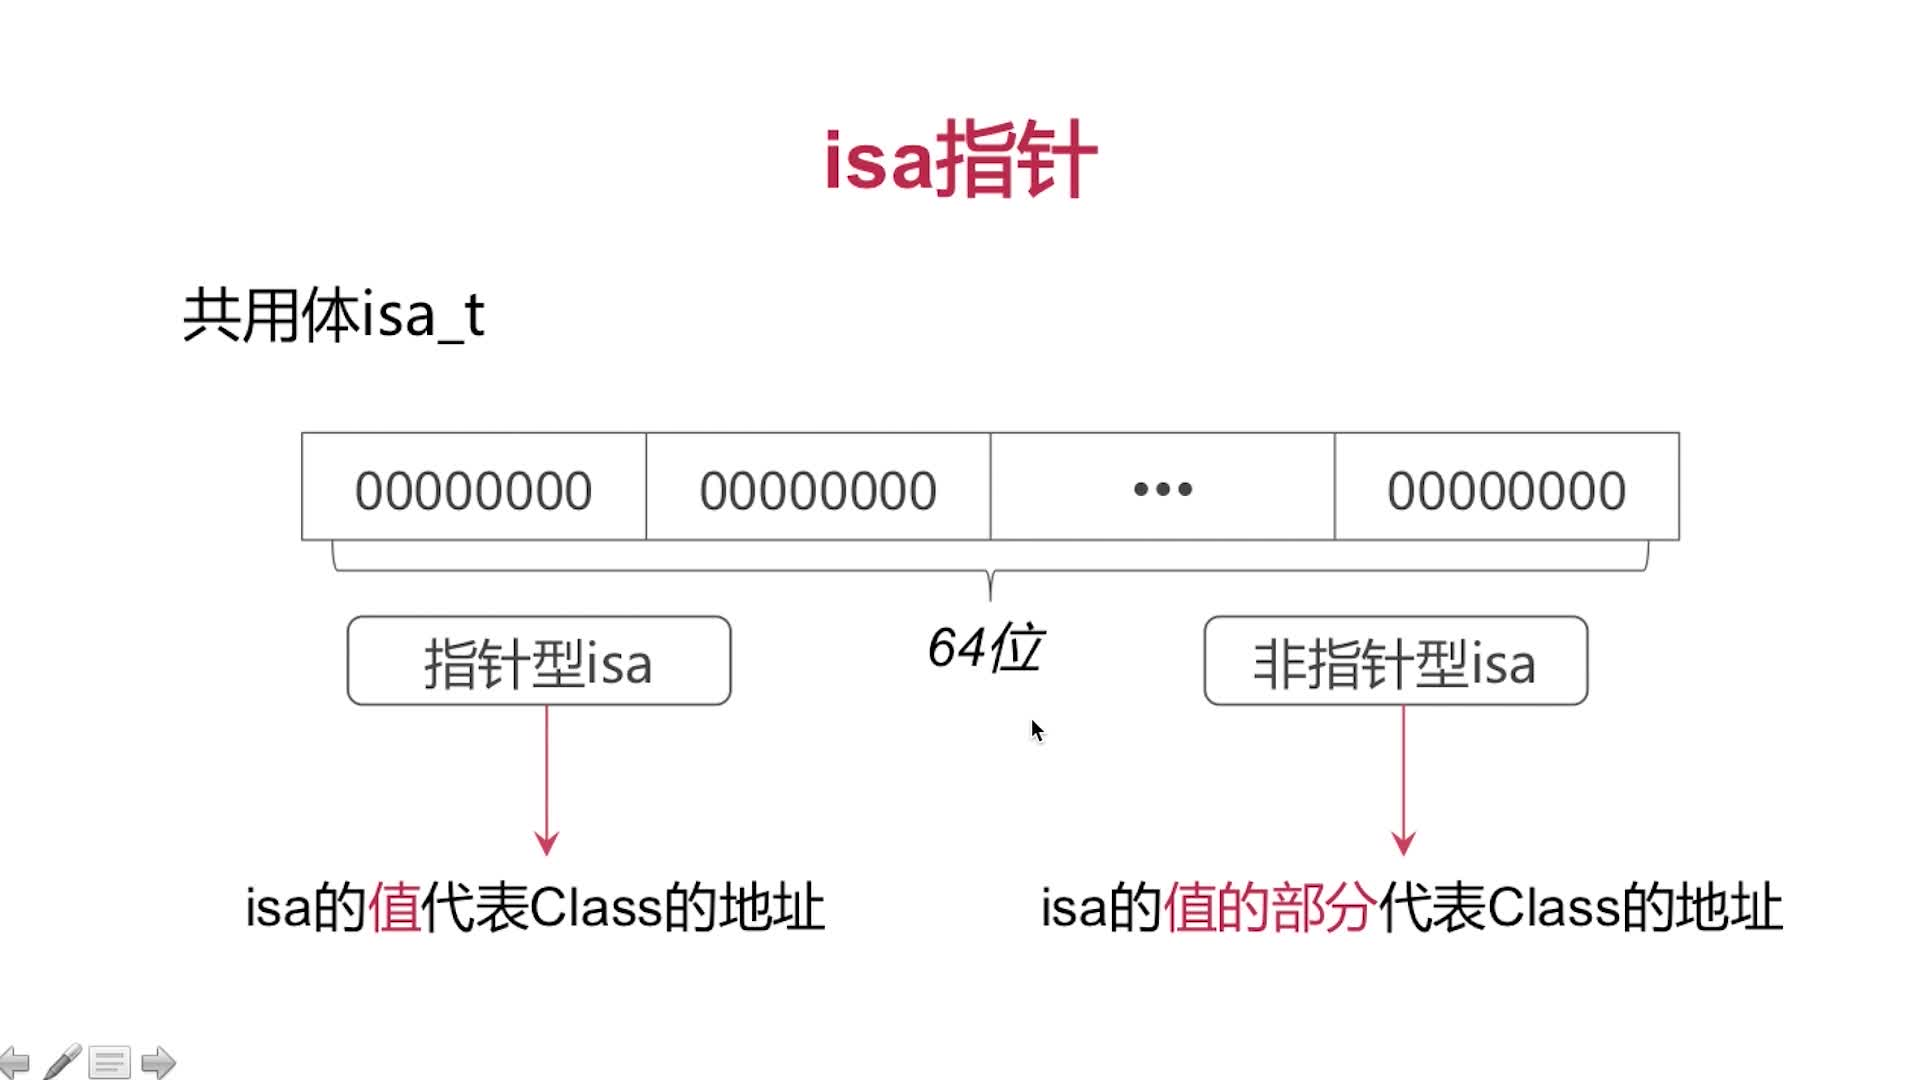 isa指针
共用体isa_t
00000000 00000000 ••• 00000000
指针型isa 64位 非指针型isa
isa的值代表Class的地址 isa的值的部分代表Class的地址